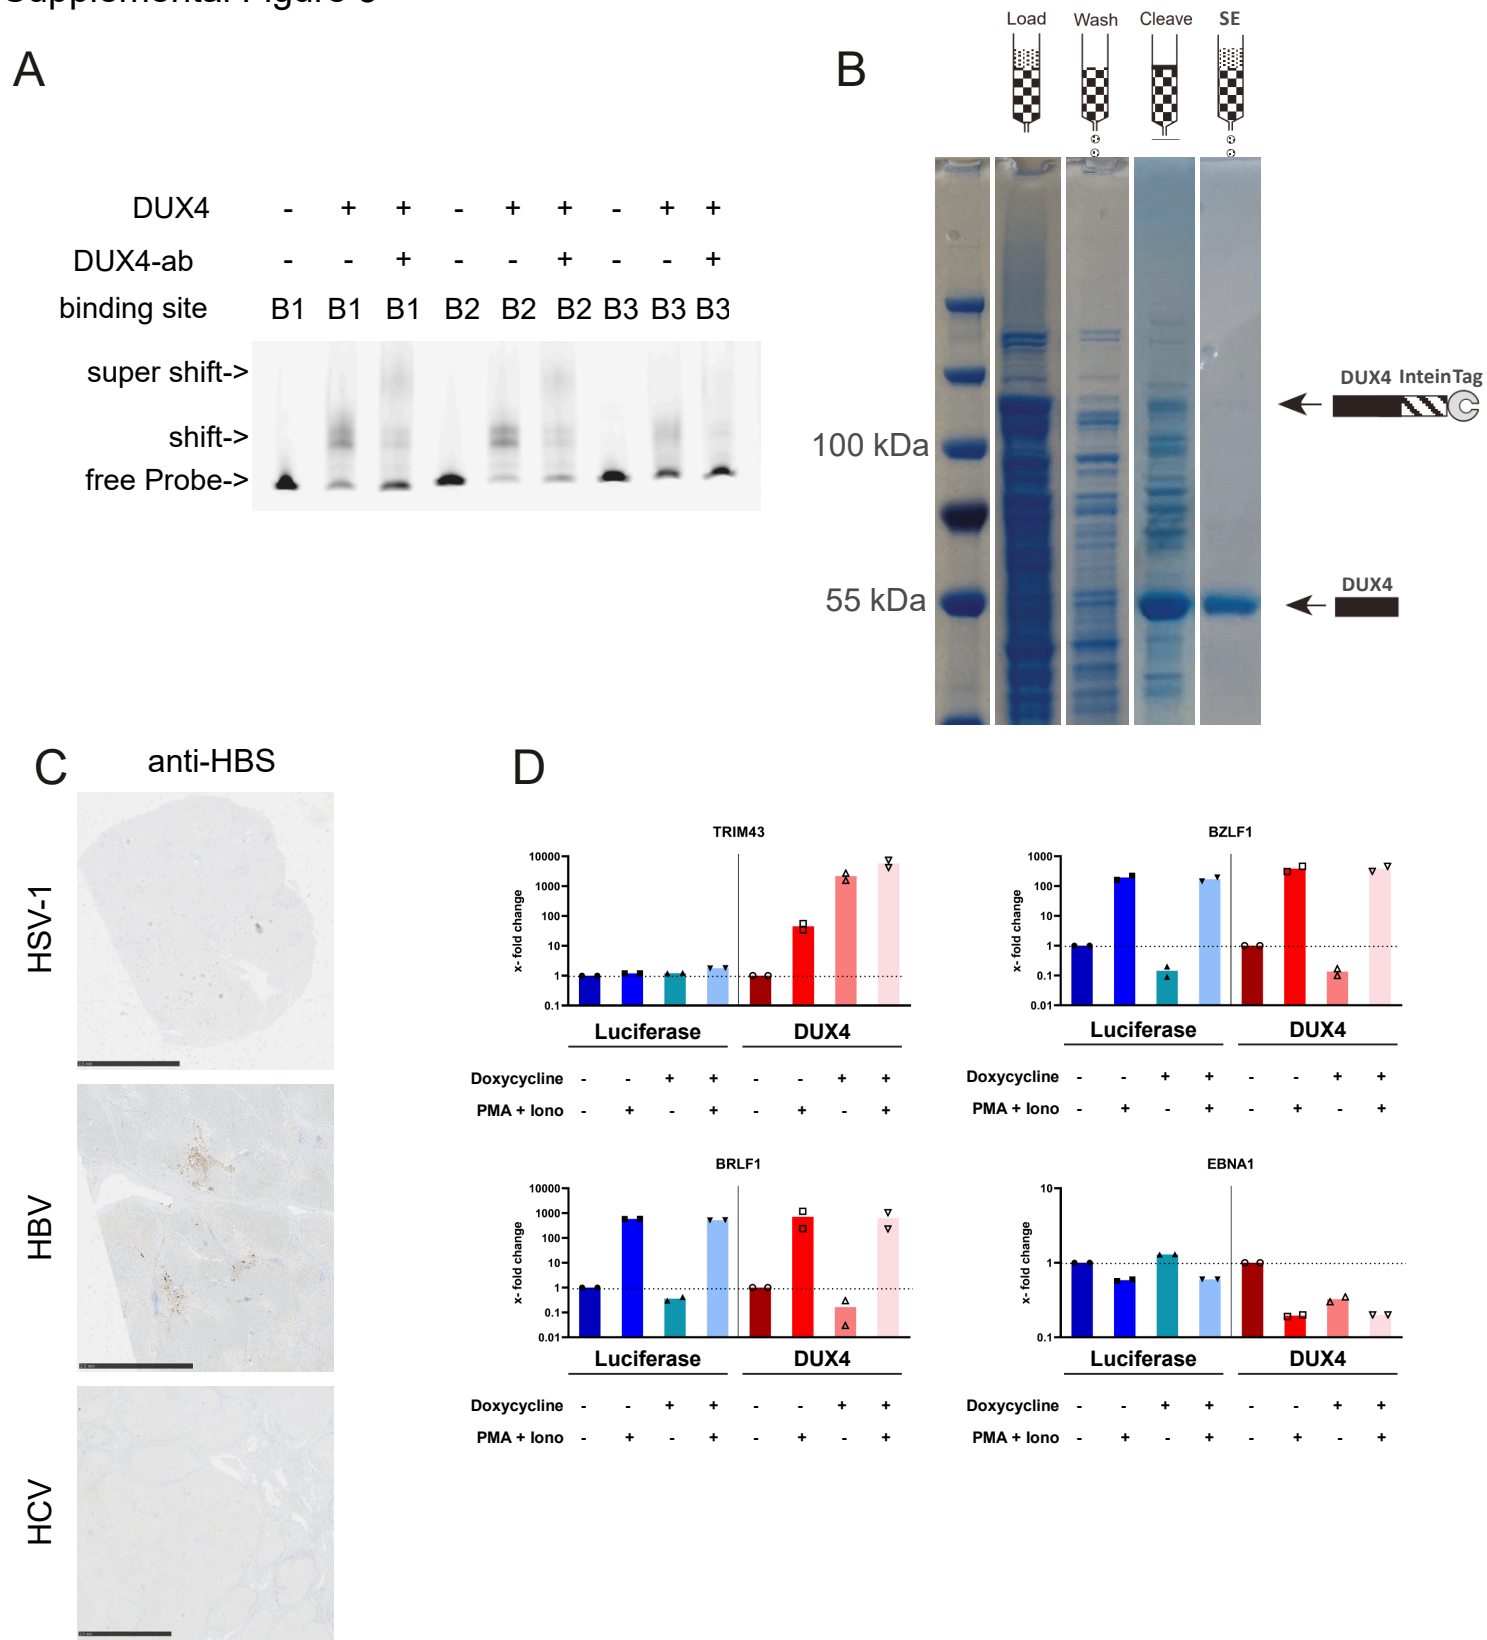 Supplemental Figure
A
DUX4 - + + - + + - + +
DUX4-ab - - + - - + - - +
binding site B1 B1 B1 B2 B2 B2 B3 B3 B3
super shift->
shift->
free Probe->
B
Load Wash Cleave SE
100 kDa
55 kDa
DUX4 Intein Tag
DUX4
C
anti-HBS
HSV-1
HBV
HCV
D
TRIM43
x- fold change
10000
1000
100
10
1
0.1
Luciferase DUX4
Doxycycline - - + + - - + +
PMA + Iono - + - + - + - +
BZLF1
x- fold change
1000
100
10
1
0.1
0.01
Luciferase DUX4
Doxycycline - - + + - - + +
PMA + Iono - + - + - + - +
BRLF1
x- fold change
10000
1000
100
10
1
0.1
0.01
Luciferase DUX4
Doxycycline - - + + - - + +
PMA + Iono - + - + - + - +
EBNA1
x- fold change
10
1
0.1
Luciferase DUX4
Doxycycline - - + + - - + +
PMA + Iono - + - + - + - +